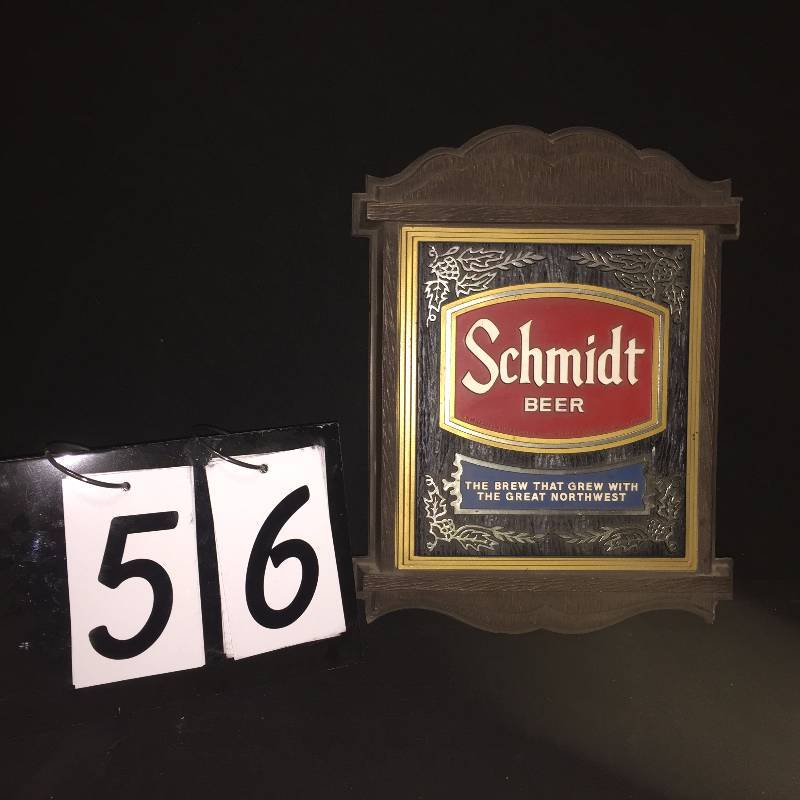 Schmidt
BEER
THE BREW THAT GREW WITH
THE GREAT NORTHWEST
56